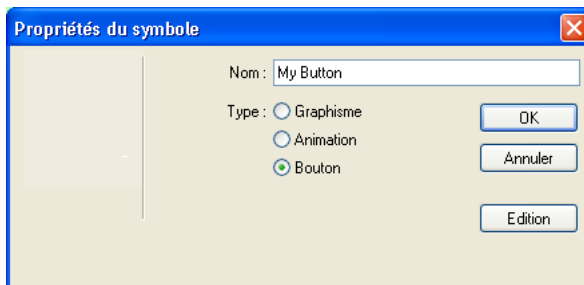 Propriétés du symbole
Nom : My Button
Type : Graphisme
OK
Animation
Annuler
Bouton
Edition